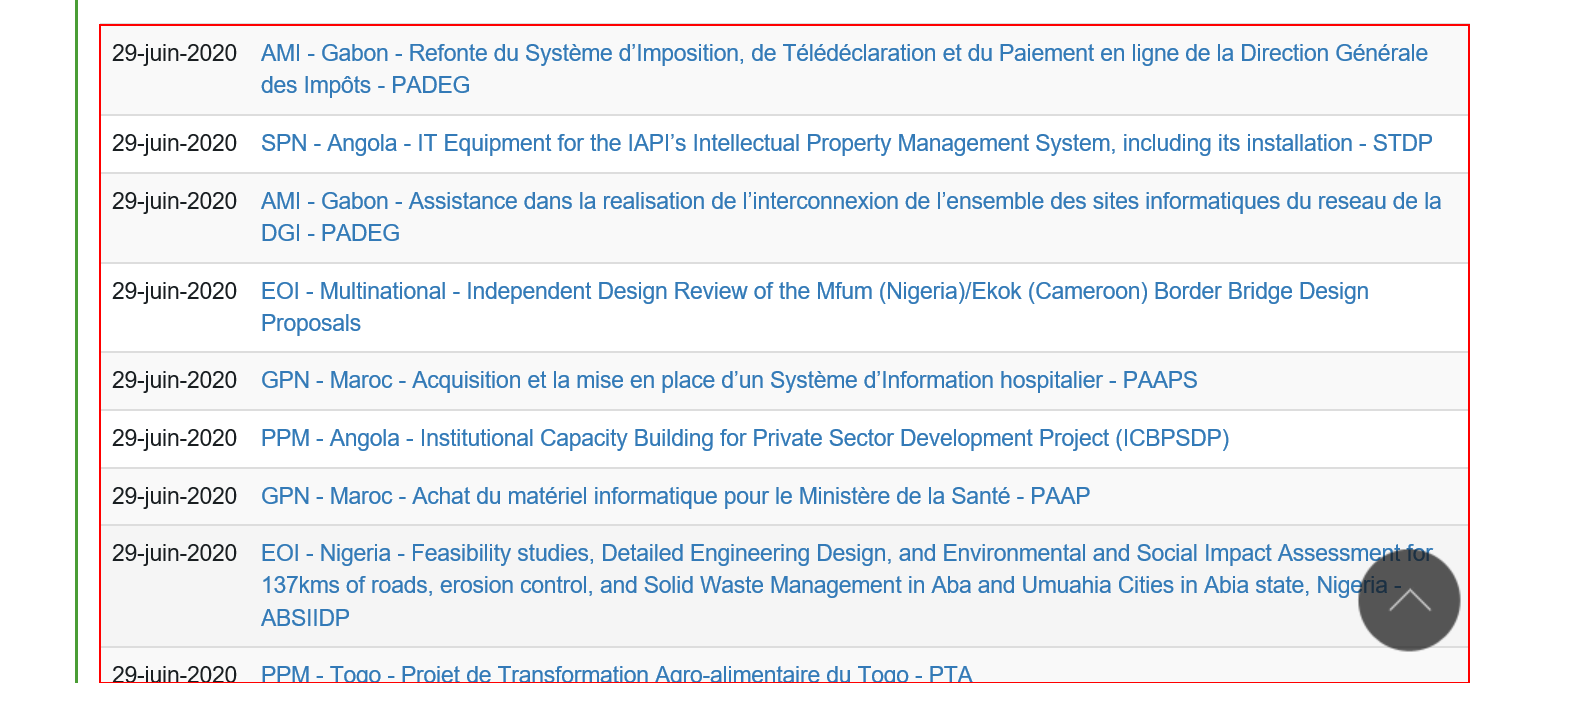 29-juin-2020 AMI - Gabon - Refonte du Système d’Imposition, de Télédéclaration et du Paiement en ligne de la Direction Générale
des Impôts - PADEG
29-juin-2020 SPN - Angola - IT Equipment for the IAPI’s Intellectual Property Management System, including its installation - STDP
29-juin-2020 AMI - Gabon - Assistance dans la realisation de l’interconnexion de l’ensemble des sites informatiques du reseau de la
DGI - PADEG
29-juin-2020 EOI - Multinational - Independent Design Review of the Mfum (Nigeria)/Ekok (Cameroon) Border Bridge Design
Proposals
29-juin-2020 GPN - Maroc - Acquisition et la mise en place d’un Système d’Information hospitalier - PAAPS
29-juin-2020 PPM - Angola - Institutional Capacity Building for Private Sector Development Project (ICBPSDP)
29-juin-2020 GPN - Maroc - Achat du matériel informatique pour le Ministère de la Santé - PAAP
29-juin-2020 EOI - Nigeria - Feasibility studies, Detailed Engineering Design, and Environmental and Social Impact Assessment for
137kms of roads, erosion control, and Solid Waste Management in Aba and Umuahia Cities in Abia state, Nigeria -
ABSIIDP
29-juin-2020 PPM - Togo - Projet de Transformation Agro-alimentaire du Togo - PTA